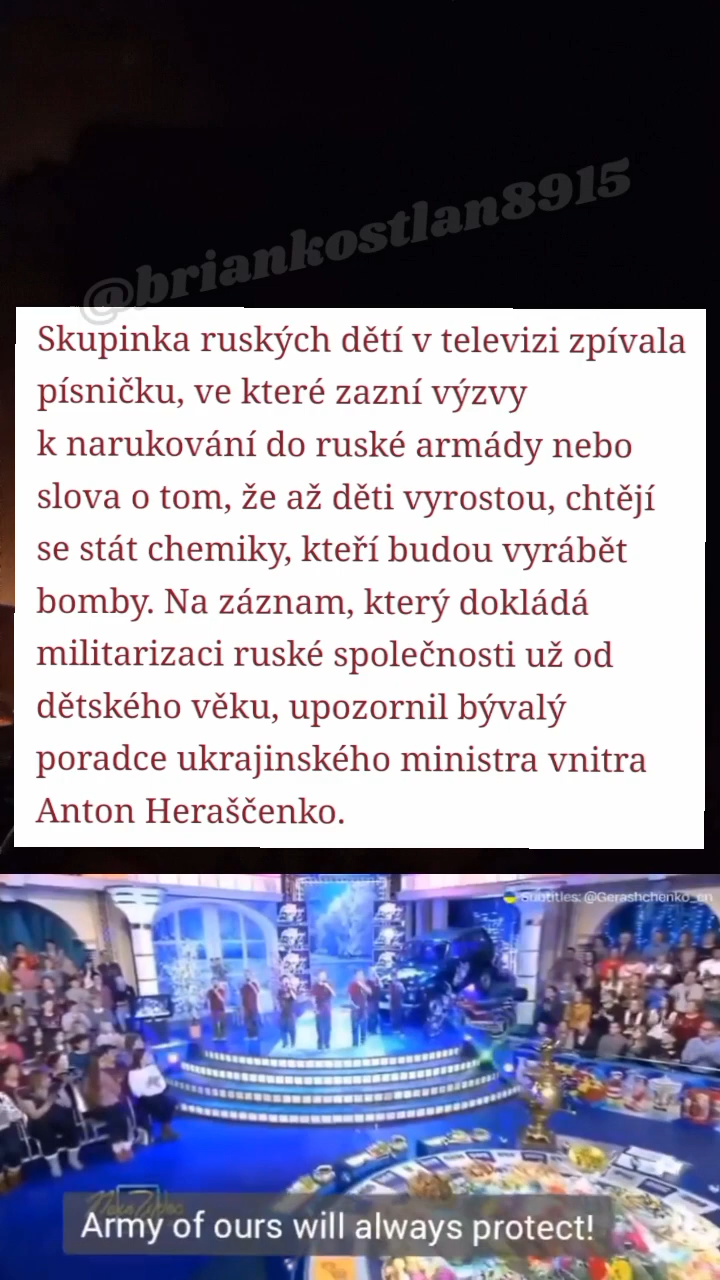 @briankostlan8915
Skupinka ruských dětí v televizi zpívala
písničku, ve které zazní výzvy
k narukování do ruské armády nebo
slova o tom, že až děti vyrostou, chtějí
se stát chemiky, kteří budou vyrábět
bomby. Na záznam, který dokládá
militarizaci ruské společnosti už od
dětského věku, upozornil bývalý
poradce ukrajinského ministra vnitra
Anton Heraščenko.
Subtitles: @Gerashchenko_en
Army of ours will always protect!